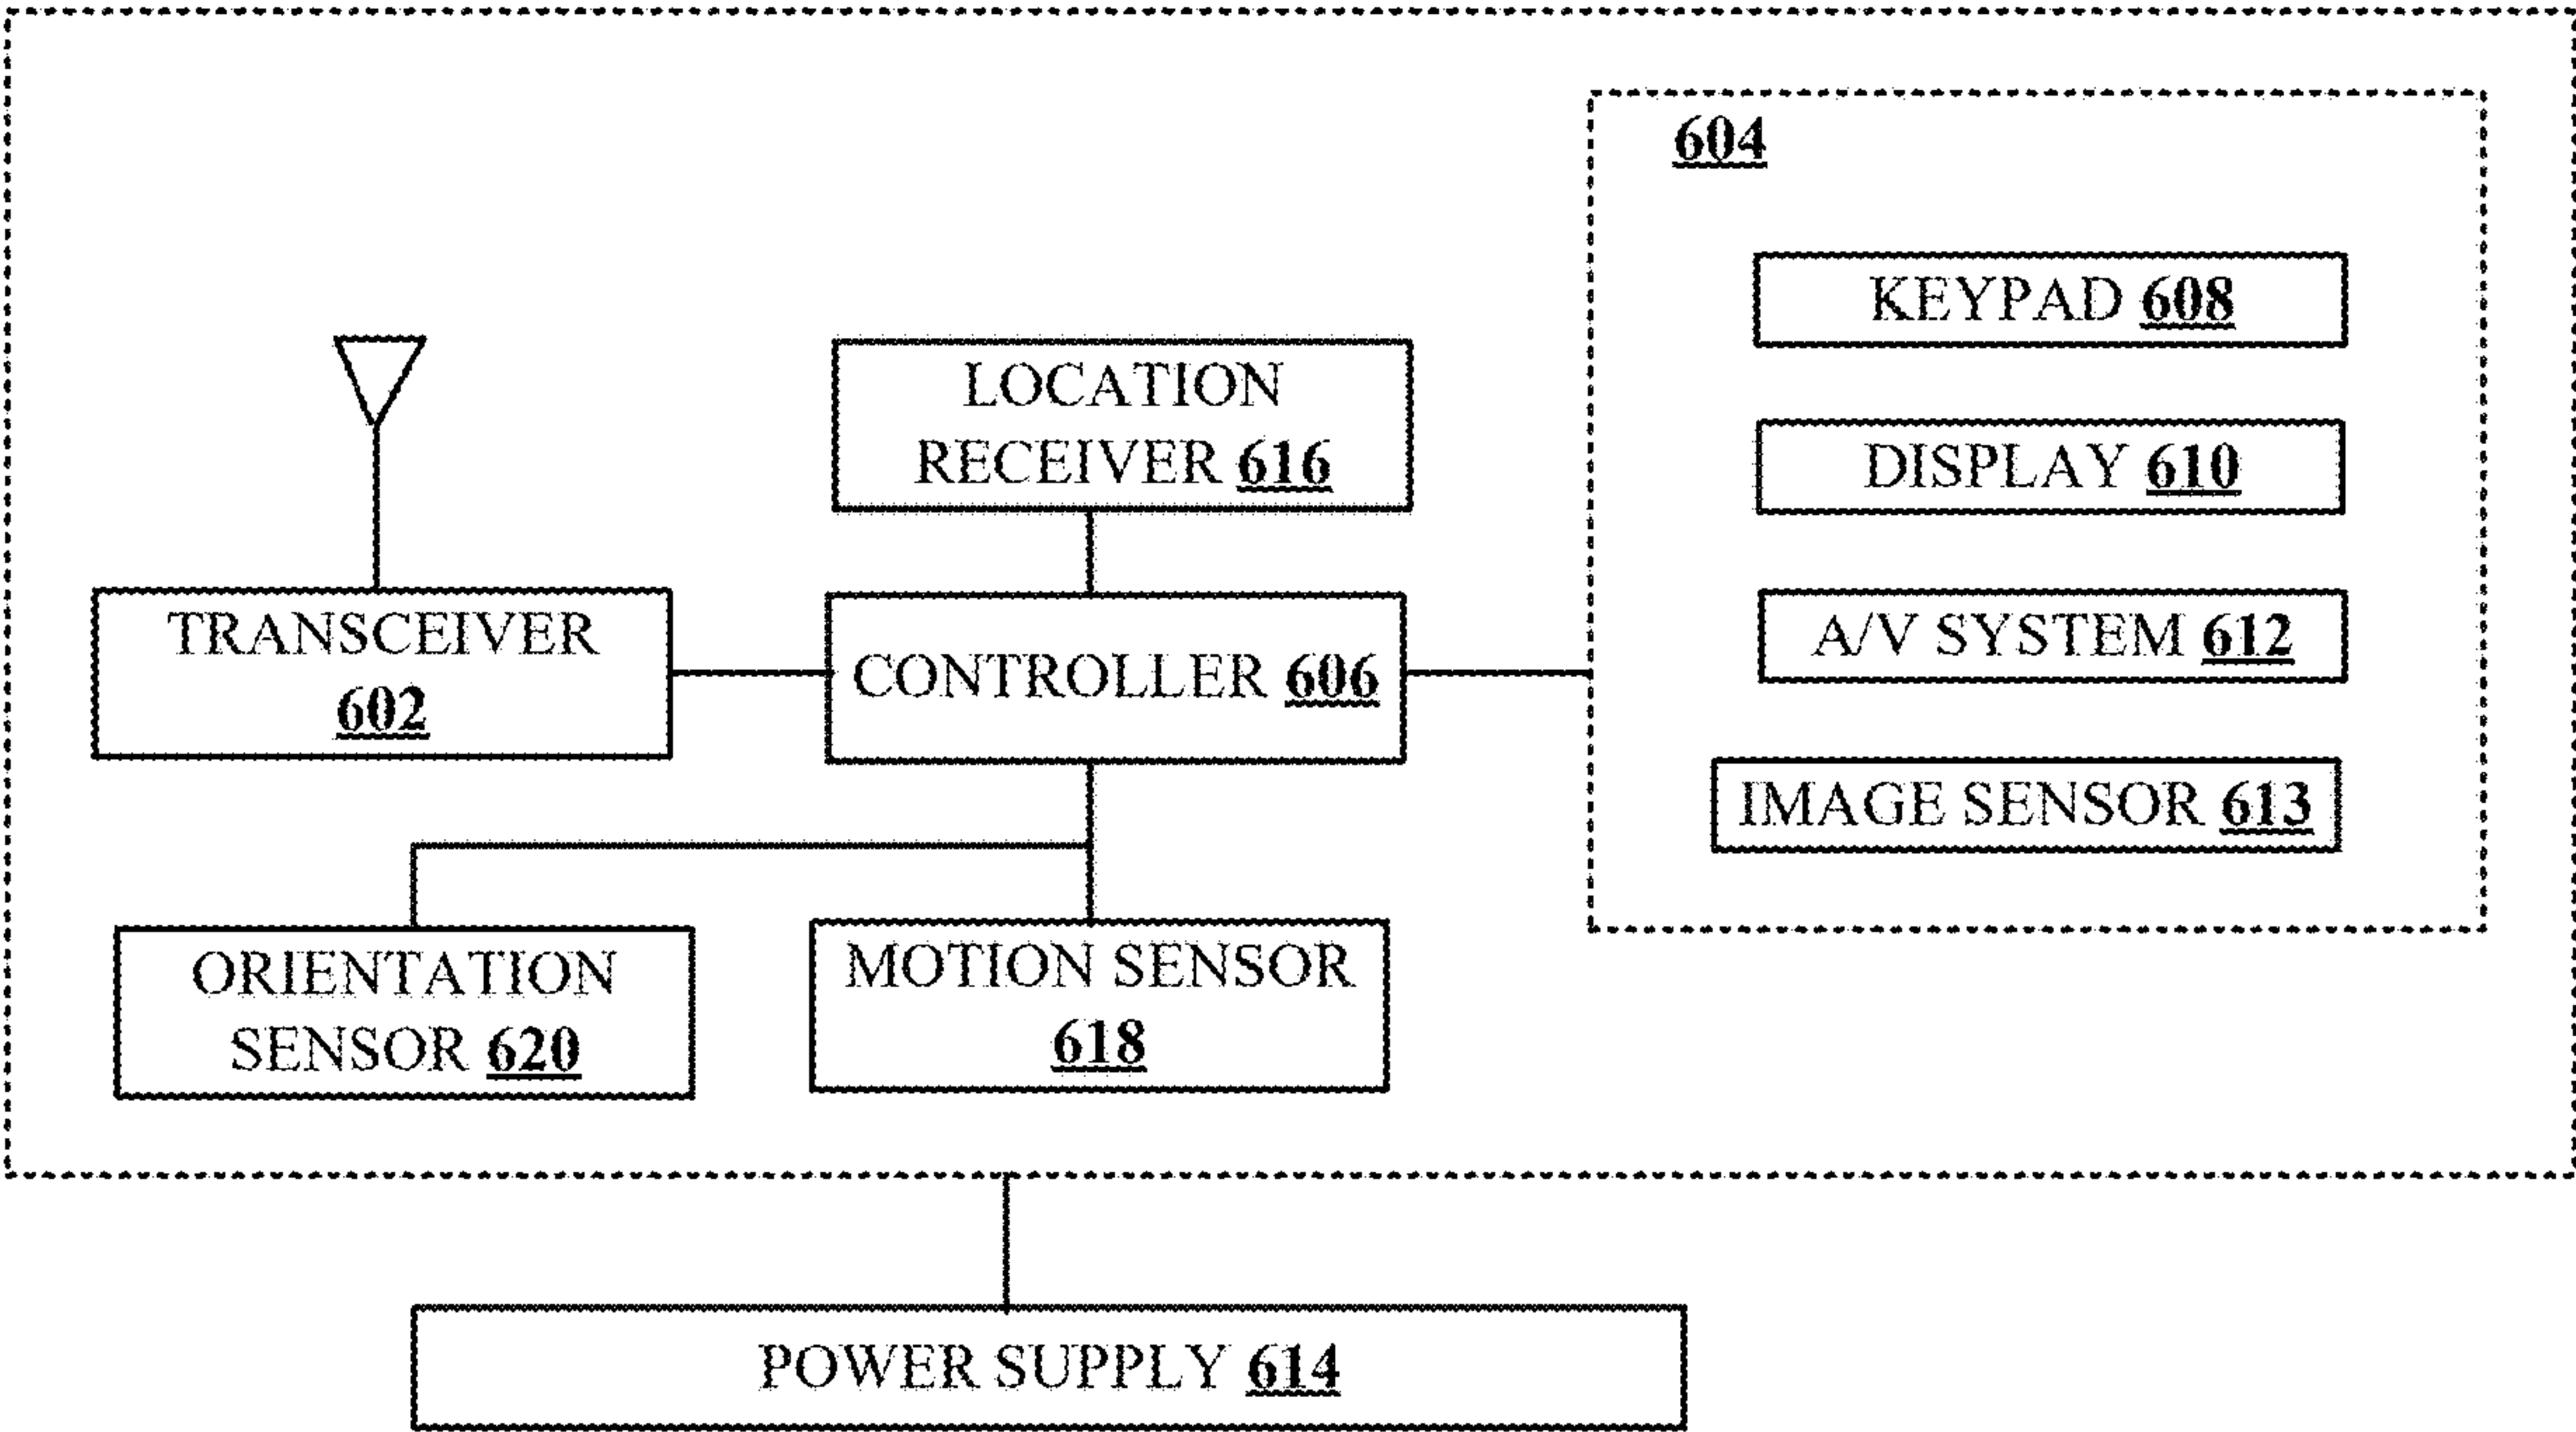 604
KEYPAD 608
LOCATION
RECEIVER 616
DISPLAY 610
TRANSCEIVER
602
CONTROLLER 606
A/V SYSTEM 612
IMAGE SENSOR 613
ORIENTATION
SENSOR 620
MOTION SENSOR
618
POWER SUPPLY 614